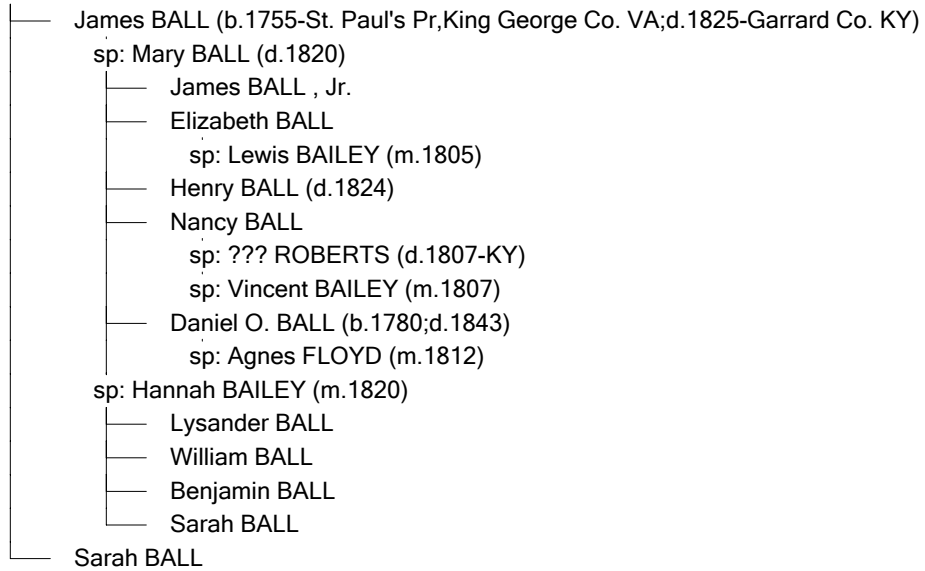 James BALL (b.1755-St. Paul's Pr,King George Co. VA;d.1825-Garrard Co. KY)
sp: Mary BALL (d.1820)
James BALL , Jr.
Elizabeth BALL
sp: Lewis BAILEY (m.1805)
Henry BALL (d.1824)
Nancy BALL
sp: ??? ROBERTS (d.1807-KY)
sp: Vincent BAILEY (m.1807)
Daniel O. BALL (b.1780;d.1843)
sp: Agnes FLOYD (m.1812)
sp: Hannah BAILEY (m.1820)
Lysander BALL
William BALL
Benjamin BALL
Sarah BALL
Sarah BALL